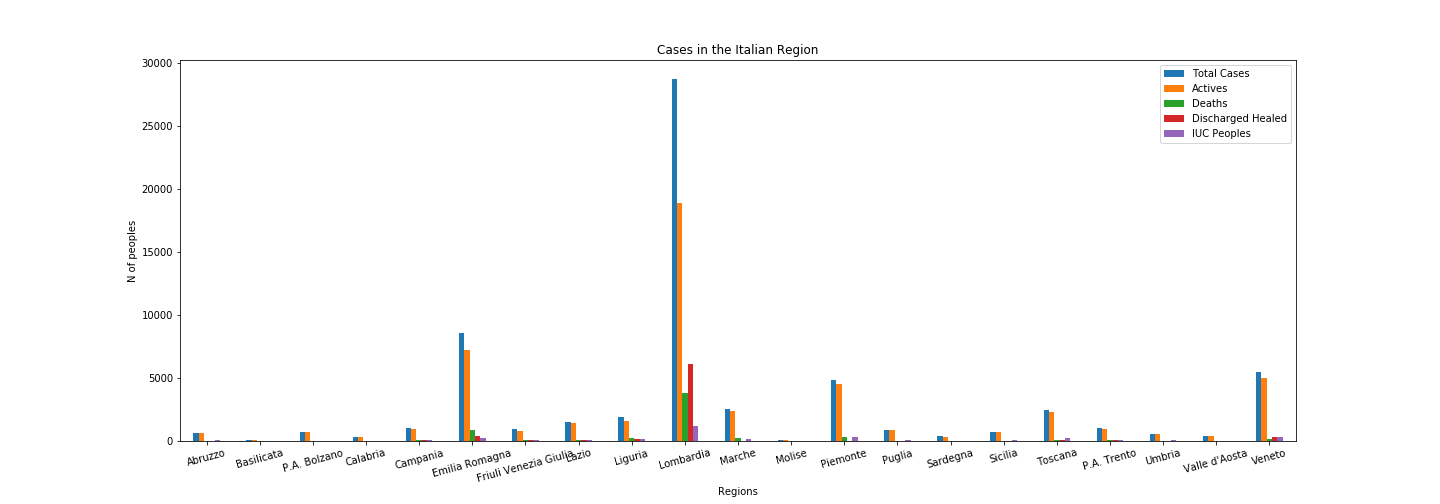 Cases in the Italian Region
Total Cases
Actives
Deaths
Discharged Healed
IUC Peoples
N of peoples
30000
25000
20000
15000
10000
5000
0
Abruzzo
Basilicata
P.A. Bolzano
Calabria
Campania
Emilia Romagna
Friuli Venezia Giulia
Lazio
Liguria
Lombardia
Marche
Molise
Piemonte
Puglia
Sardegna
Sicilia
Toscana
P.A. Trento
Umbria
Valle d'Aosta
Veneto
Regions